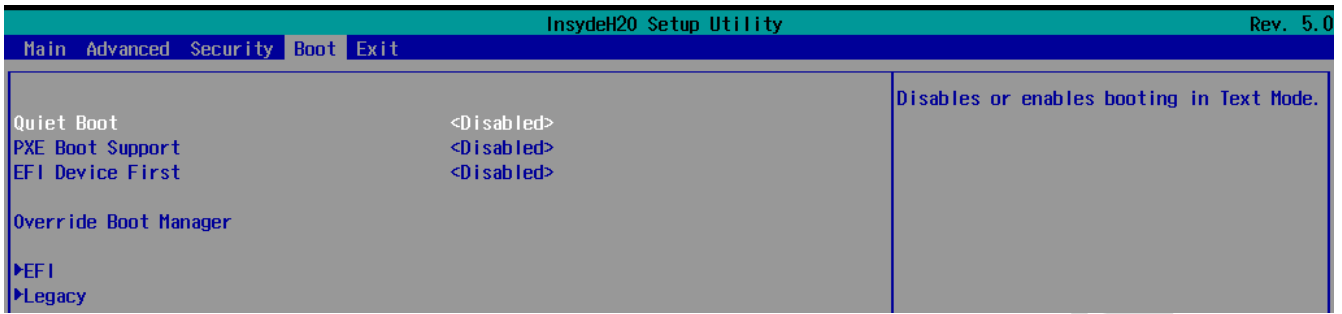 InsydeH20 Setup Utility Rev. 5.0
Main Advanced Security Boot Exit
Disables or enables booting in Text Mode.
Quiet Boot <Disabled>
PXE Boot Support <Disabled>
EFI Device First <Disabled>
Override Boot Manager
▶EFI
▶Legacy